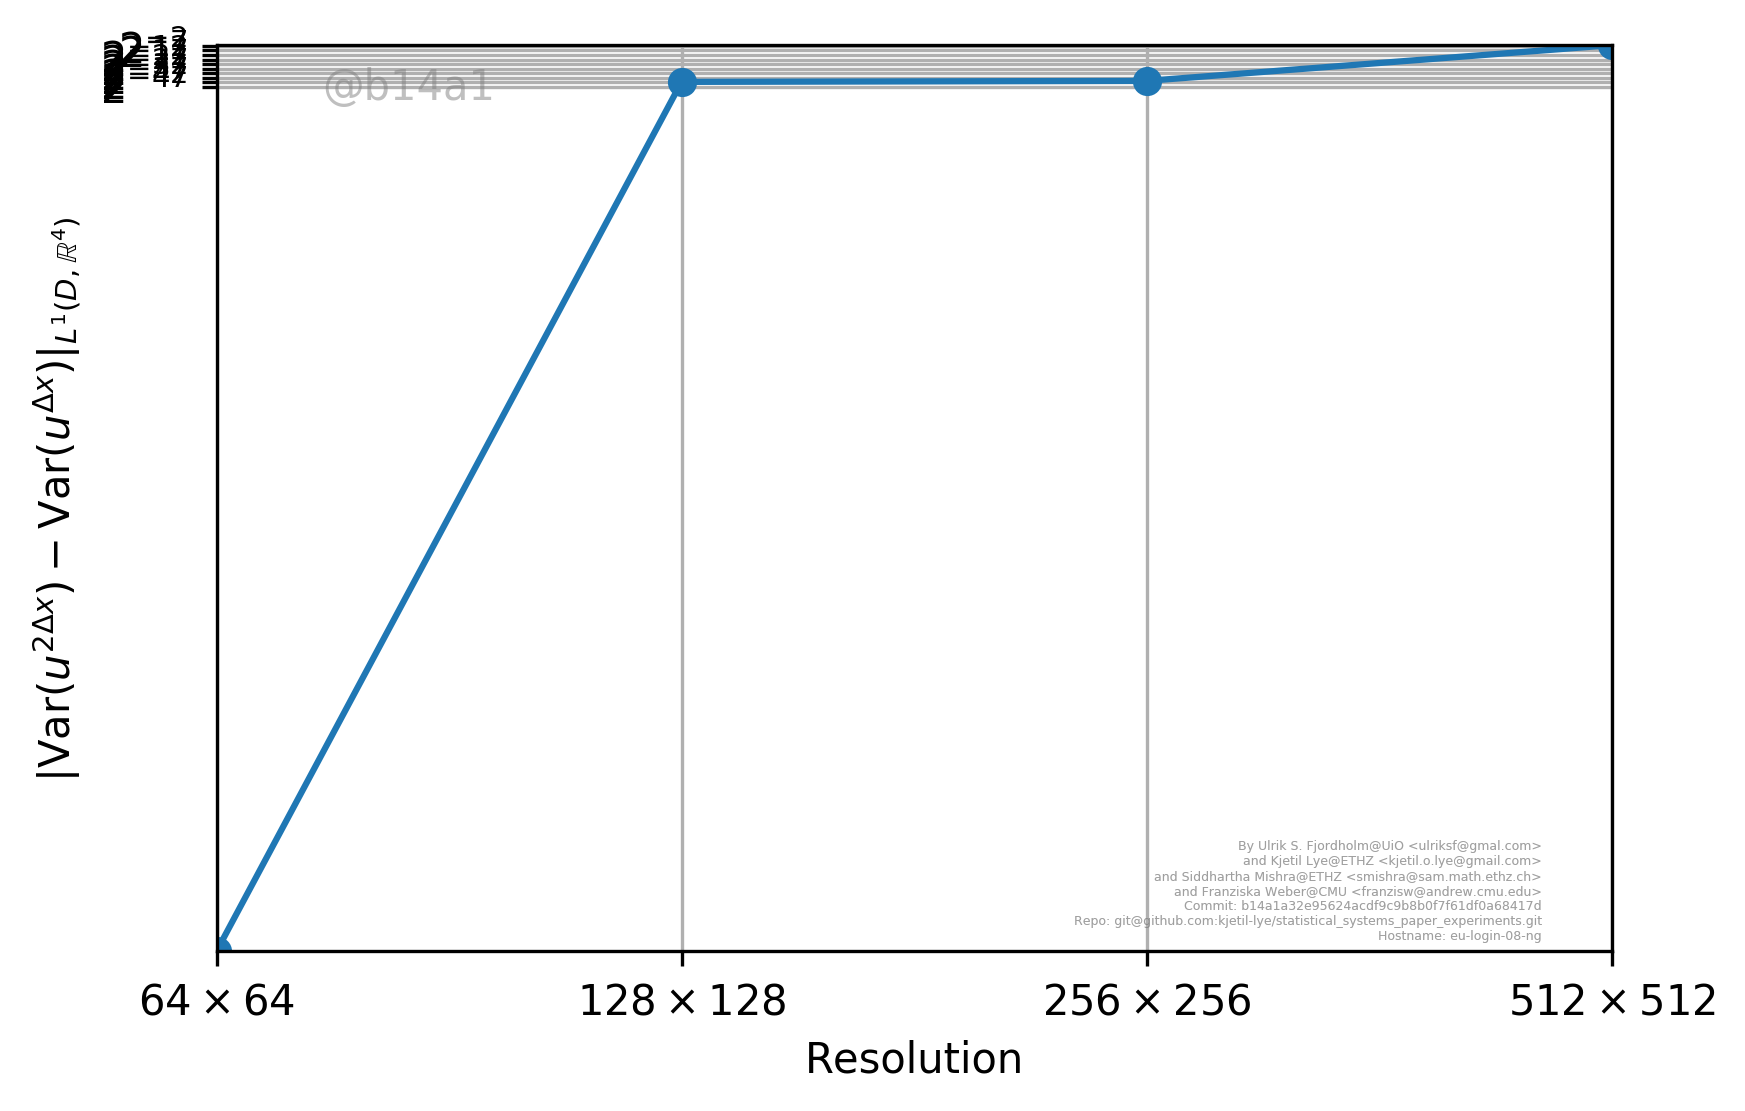 @b14a1
|Var(u^{2Δx}) − Var(u^{Δx})|_{L^1(D, ℝ^4)}
By Ulrik S. Fjordholm@UiO <ulriksf@gmal.com>
and Kjetil Lye@ETHZ <kjetil.o.lye@gmail.com>
and Siddhartha Mishra@ETHZ <smishra@sam.math.ethz.ch>
and Franziska Weber@CMU <franzisw@andrew.cmu.edu>
Commit: b14a1a32e95624acdf9c9b8b0f7f61df0a68417d
Repo: git@github.com:kjetil-lye/statistical_systems_paper_experiments.git
Hostname: eu-login-08-ng
64 × 64 128 × 128 256 × 256 512 × 512
Resolution